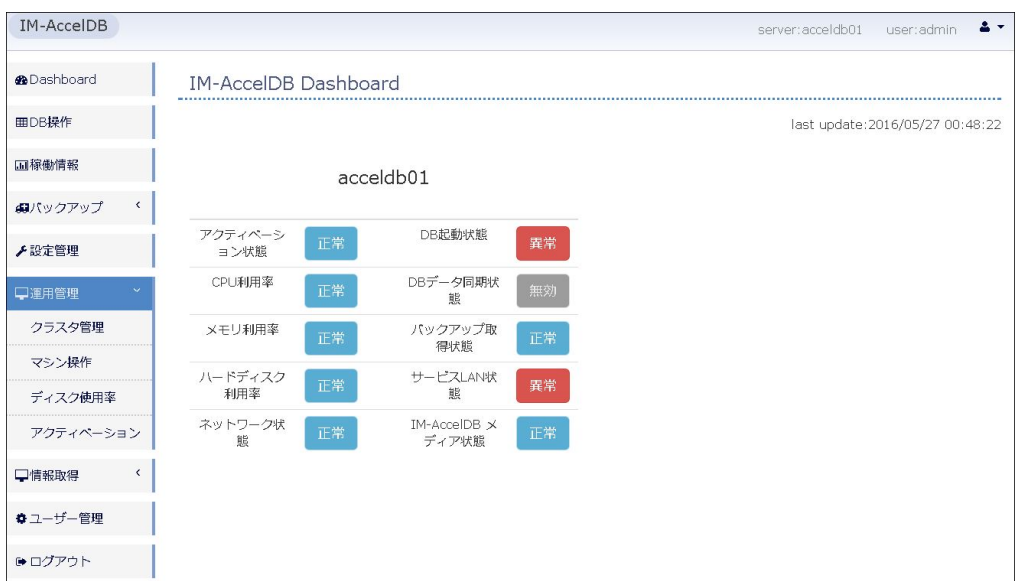 IM-AccelDB
server:acceldb01 user:admin
Dashboard
DB操作
稼働情報
バックアップ
設定管理
運用管理
クラスタ管理
マシン操作
ディスク使用率
アクティベーション
情報取得
ユーザー管理
ログアウト
IM-AccelDB Dashboard
last update:2016/05/27 00:48:22
acceldb01
アクティベーシ
ョン状態
正常
DB起動状態
異常
CPU利用率
正常
DBデータ同期状
態
無効
メモリ利用率
正常
バックアップ取
得状態
正常
ハードディスク
利用率
正常
サービスLAN状
態
異常
ネットワーク状
態
正常
IM-AccelDB メ
ディア状態
正常